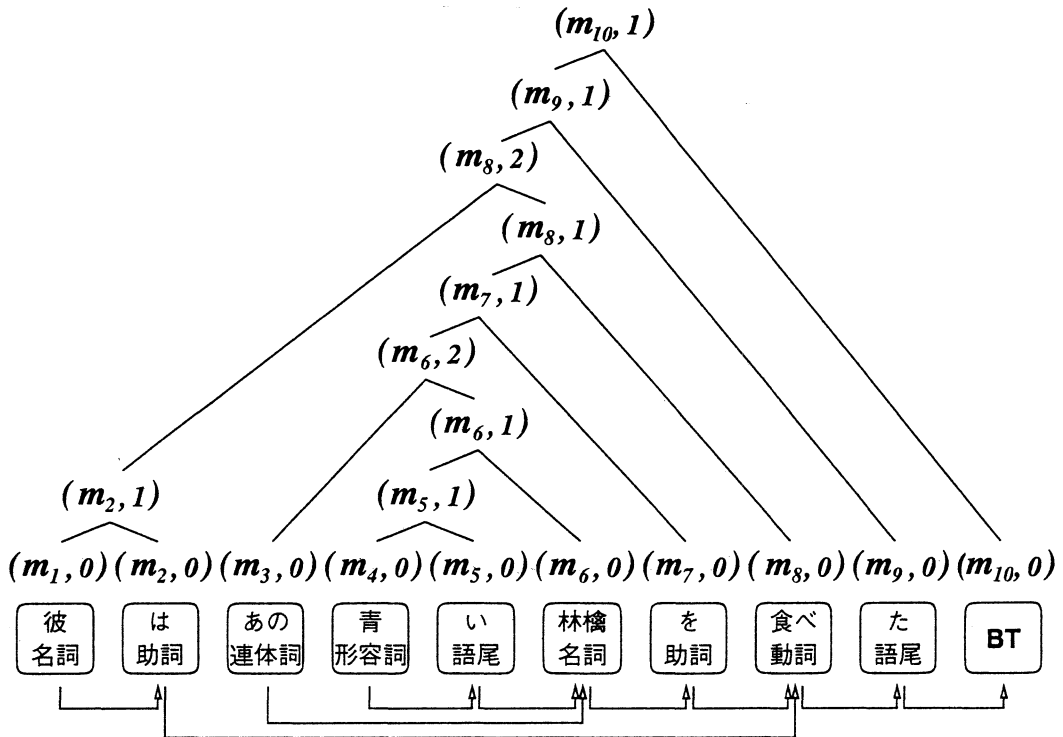 (m10, 1)
(m9, 1)
(m8, 2)
(m8, 1)
(m7, 1)
(m6, 2)
(m6, 1)
(m2, 1)
(m5, 1)
(m1, 0) (m2, 0) (m3, 0) (m4, 0) (m5, 0) (m6, 0) (m7, 0) (m8, 0) (m9, 0) (m10, 0)
彼 は あの 青 い 林檎 を 食べ た BT
名詞 助詞 連体詞 形容詞 語尾 名詞 助詞 動詞 語尾